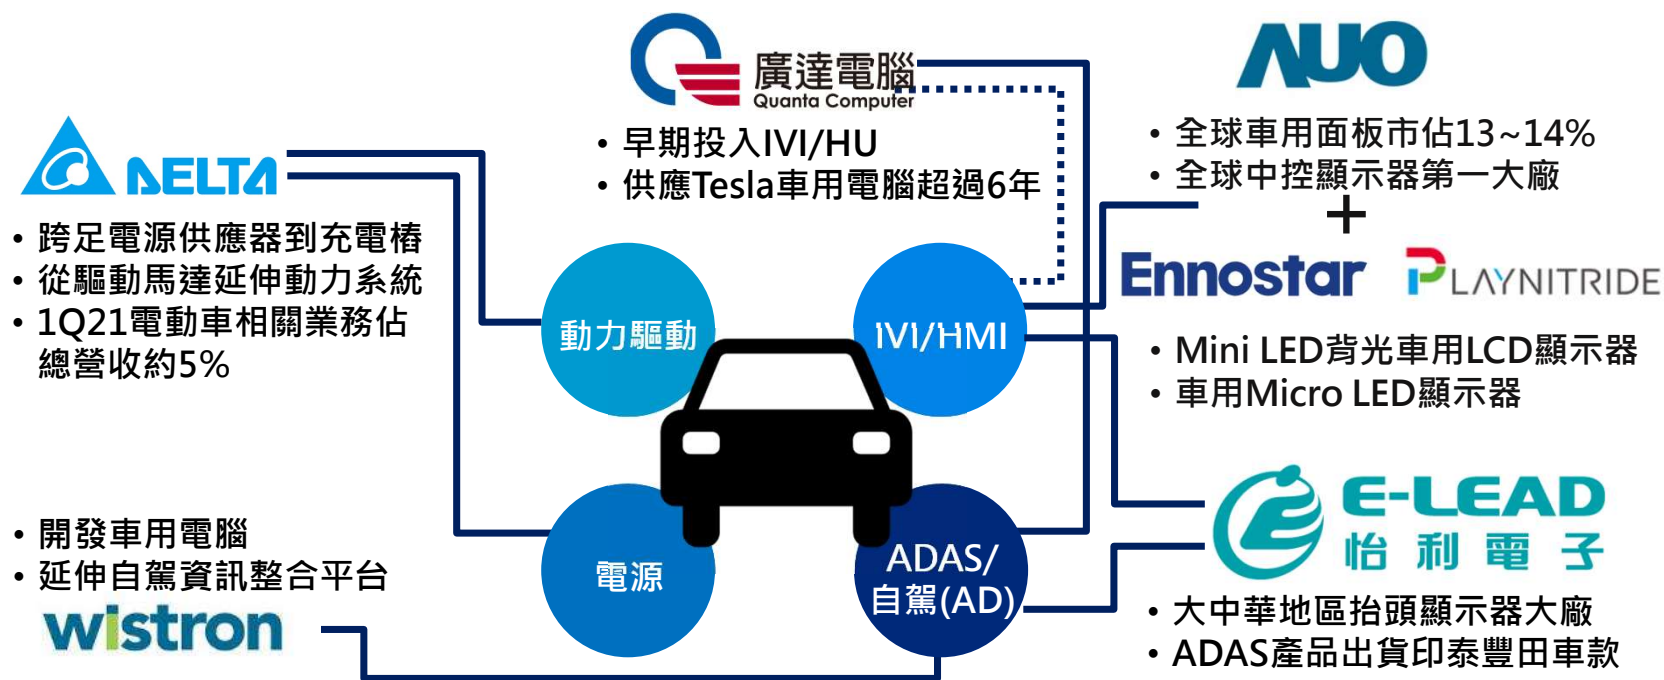 廣達電腦
Quanta Computer
• 早期投入IVI/HU
• 供應Tesla車用電腦超過6年
AUO
• 全球車用面板市佔13~14%
• 全球中控顯示器第一大廠
+
Ennostar PLAYNITRIDE
• Mini LED背光車用LCD顯示器
• 車用Micro LED顯示器
DELTA
• 跨足電源供應器到充電樁
• 從驅動馬達延伸動力系統
• 1Q21電動車相關業務佔
總營收約5%
動力驅動
IVI/HMI
電源
ADAS/
自駕(AD)
• 開發車用電腦
• 延伸自駕資訊整合平台
wistron
E-LEAD
怡利電子
• 大中華地區抬頭顯示器大廠
• ADAS產品出貨印泰豐田車款